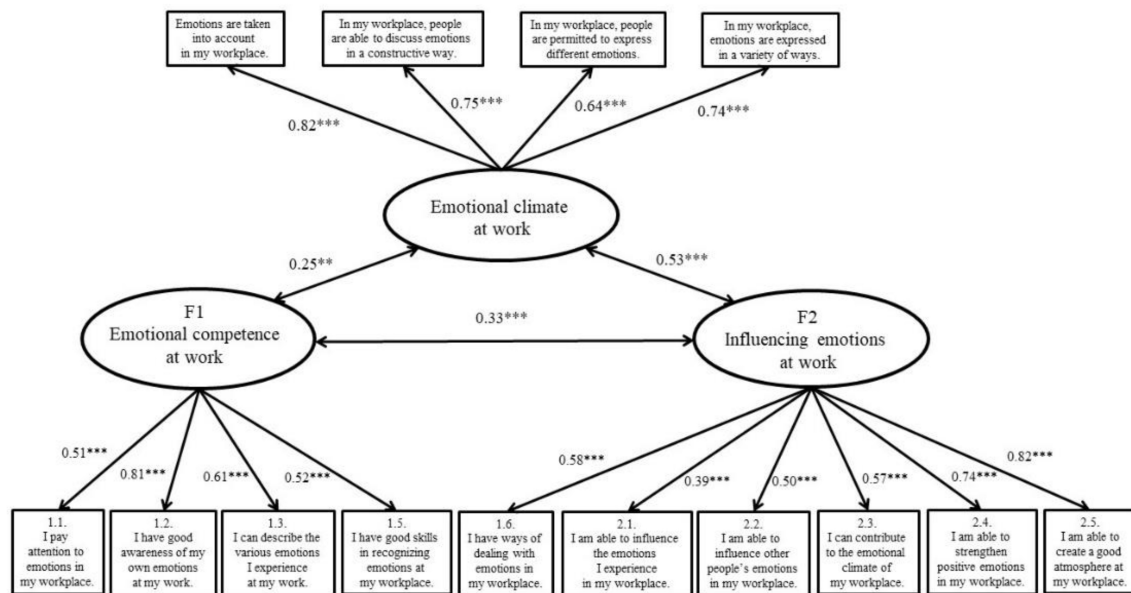 Emotions are taken
into account
in my workplace.
In my workplace, people
are able to discuss emotions
in a constructive way.
In my workplace, people
are permitted to express
different emotions.
In my workplace,
emotions are expressed
in a variety of ways.
0.82***
0.75***
0.64***
0.74***
Emotional climate
at work
0.25**
0.53***
F1
Emotional competence
at work
0.33***
F2
Influencing emotions
at work
0.51***
0.81***
0.61***
0.52***
0.58***
0.39***
0.50***
0.57***
0.74***
0.82***
1.1.
I pay
attention to
emotions in
my workplace.
1.2.
I have good
awareness of my
own emotions
at my work.
1.3.
I can describe the
various emotions
I experience
at my work.
1.5.
I have good skills
in recognizing
emotions at
my workplace.
1.6.
I have ways of
dealing with
emotions in
my workplace.
2.1.
I am able to influence
the emotions
I experience
in my workplace.
2.2.
I am able to
influence other
people's emotions
in my workplace.
2.3.
I can contribute
to the emotional
climate of
my workplace.
2.4.
I am able to
strengthen
positive emotions
in my workplace.
2.5.
I am able to
create a good
atmosphere at
my workplace.